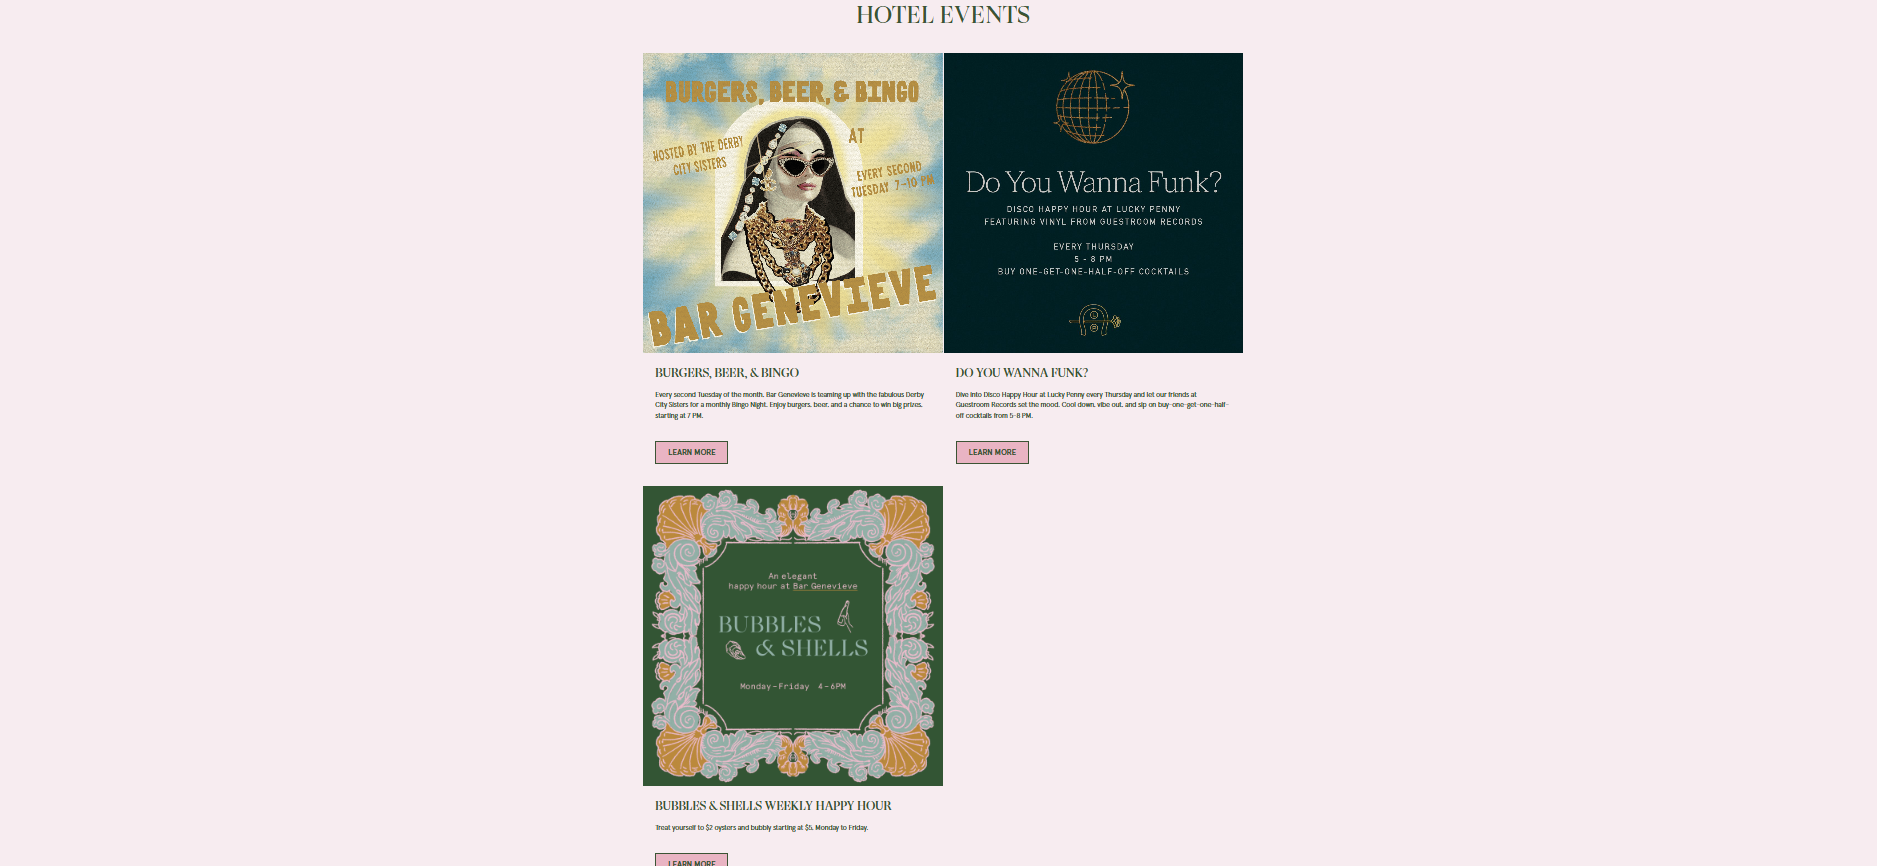 HOTEL EVENTS
BURGERS, BEER, & BINGO
HOSTED BY THE DERBY
CITY SISTERS
AT
EVERY SECOND
TUESDAY 7-10 PM
BAR GENEVIEVE
Do You Wanna Funk?
DISCO HAPPY HOUR AT LUCKY PENNY
FEATURING VINYL FROM GUESTROOM RECORDS
EVERY THURSDAY
5 - 8 PM
BUY ONE-GET-ONE-HALF-OFF COCKTAILS
BURGERS, BEER, & BINGO
Every second Tuesday of the month, Bar Genevieve is teaming up with the fabulous Derby
City Sisters for a monthly Bingo Night. Enjoy burgers, beer, and a chance to win big prizes,
starting at 7 PM.
LEARN MORE
DO YOU WANNA FUNK?
Dive into Disco Happy Hour at Lucky Penny every Thursday and let our friends at
Guestroom Records set the mood. Cool down, vibe out, and sip on buy-one-get-one-half-
off cocktails from 5-8 PM.
LEARN MORE
An elegant
happy hour at Bar Genevieve
BUBBLES
& SHELLS
Monday-Friday 4-6PM
BUBBLES & SHELLS WEEKLY HAPPY HOUR
Treat yourself to $2 oysters and bubbly starting at $5, Monday to Friday.
LEARN MORE